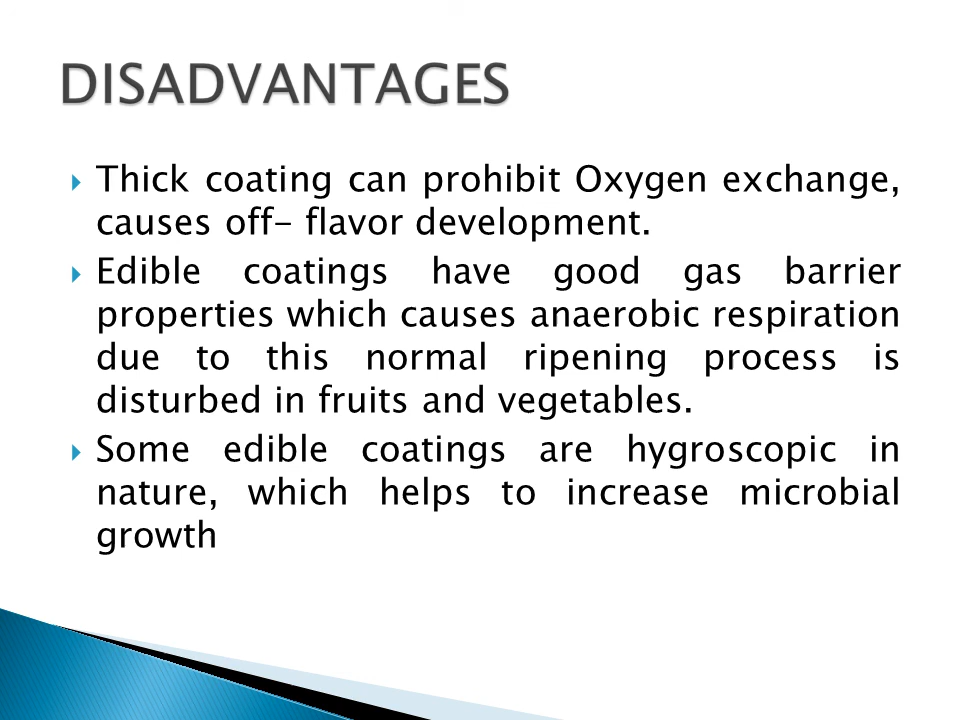 DISADVANTAGES
Thick coating can prohibit Oxygen exchange,
causes off- flavor development.
Edible coatings have good gas barrier
properties which causes anaerobic respiration
due to this normal ripening process is
disturbed in fruits and vegetables.
Some edible coatings are hygroscopic in
nature, which helps to increase microbial
growth